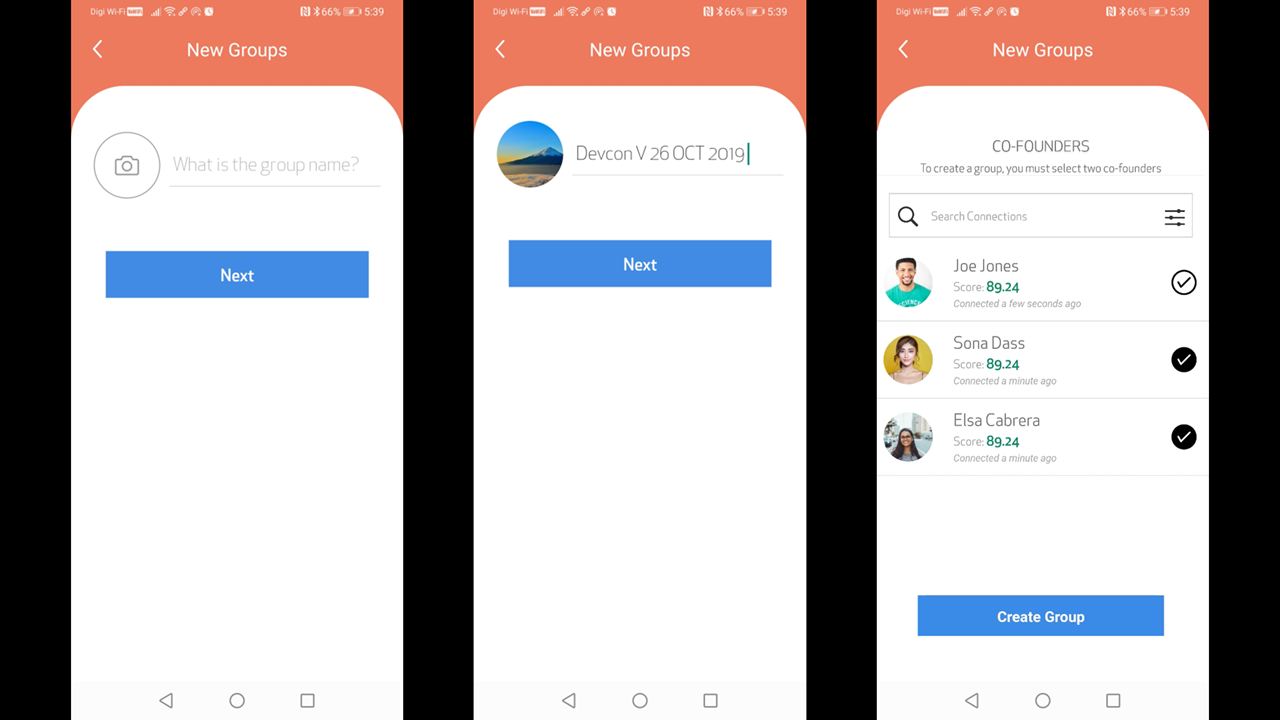 Digi Wi-Fi 66% 5:39
New Groups
What is the group name?
Next
Digi Wi-Fi 66% 5:39
New Groups
Devcon V 26 OCT 2019
Next
Digi Wi-Fi 66% 5:39
New Groups
CO-FOUNDERS
To create a group, you must select two co-founders
Search Connections
Joe Jones
Score: 89.24
Connected a few seconds ago
Sona Dass
Score: 89.24
Connected a minute ago
Elsa Cabrera
Score: 89.24
Connected a minute ago
Create Group